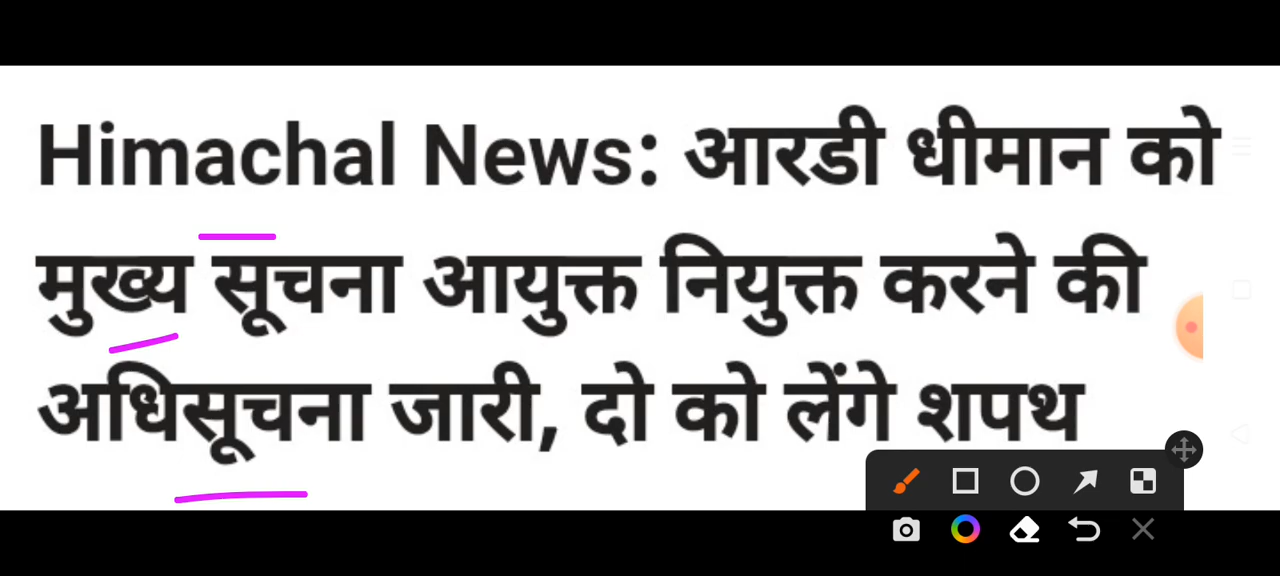 Himachal News: आरडी धीमान को
मुख्य सूचना आयुक्त नियुक्त करने की
अधिसूचना जारी, दो को लेंगे शपथ